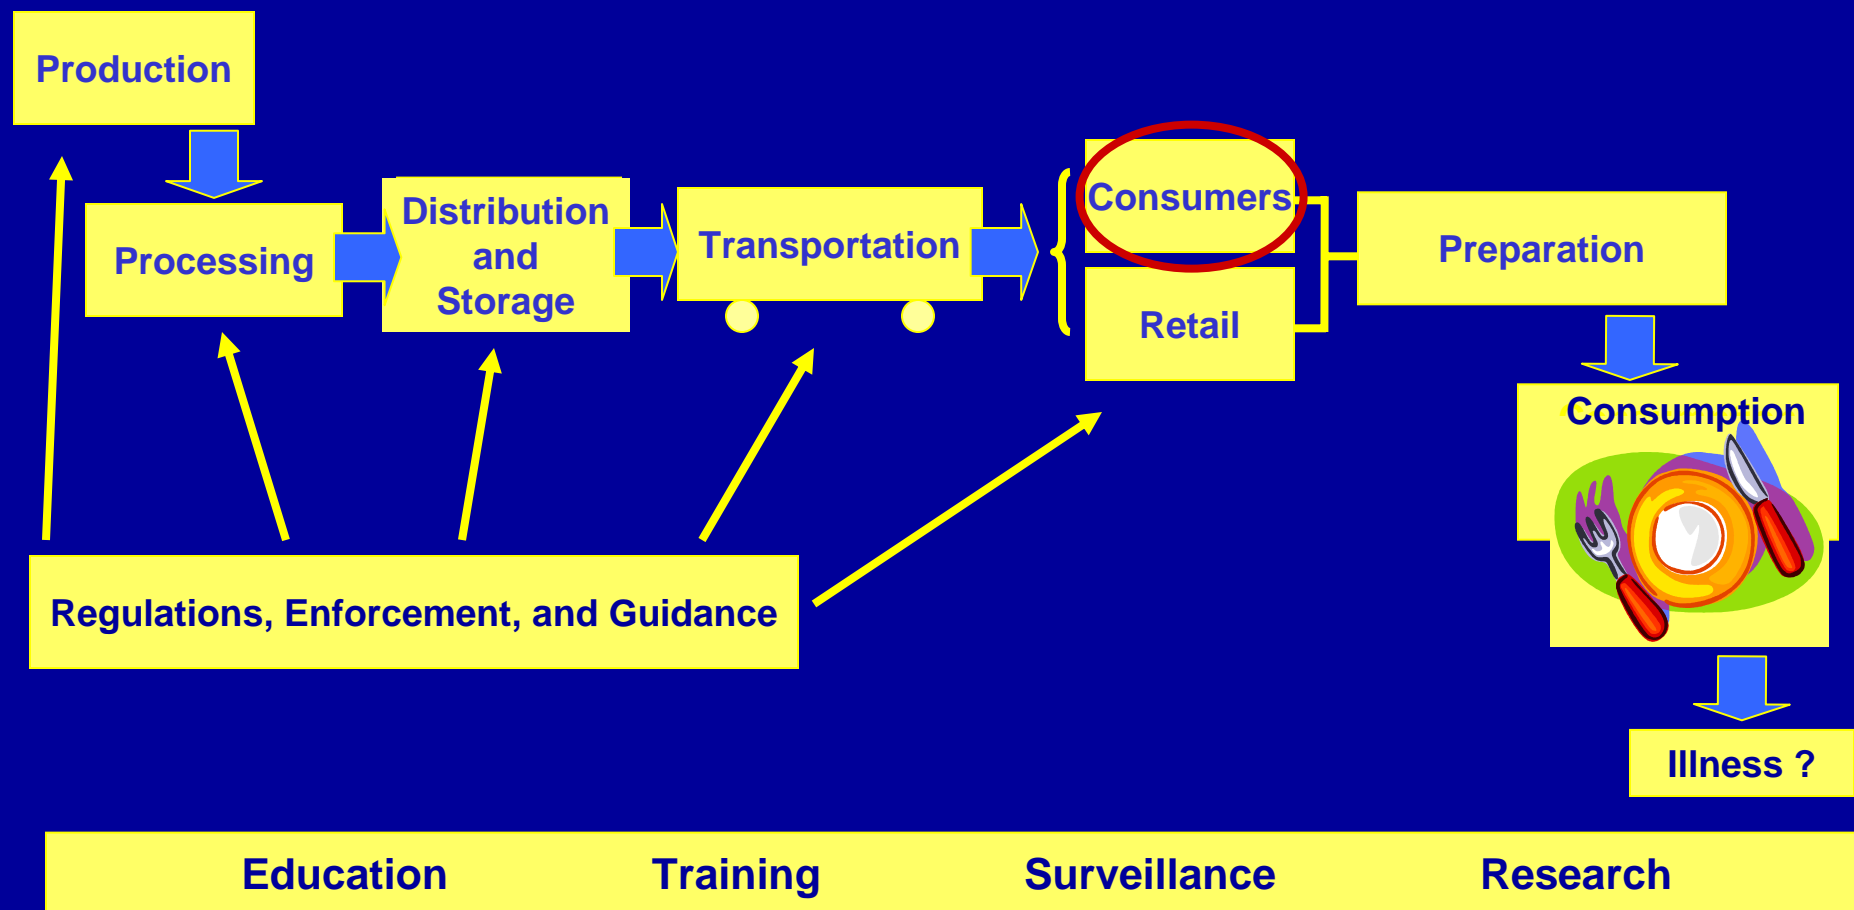 Production
Processing
Distribution
and
Storage
Transportation
Consumers
Retail
Preparation
Consumption
Regulations, Enforcement, and Guidance
Illness ?
Education Training Surveillance Research